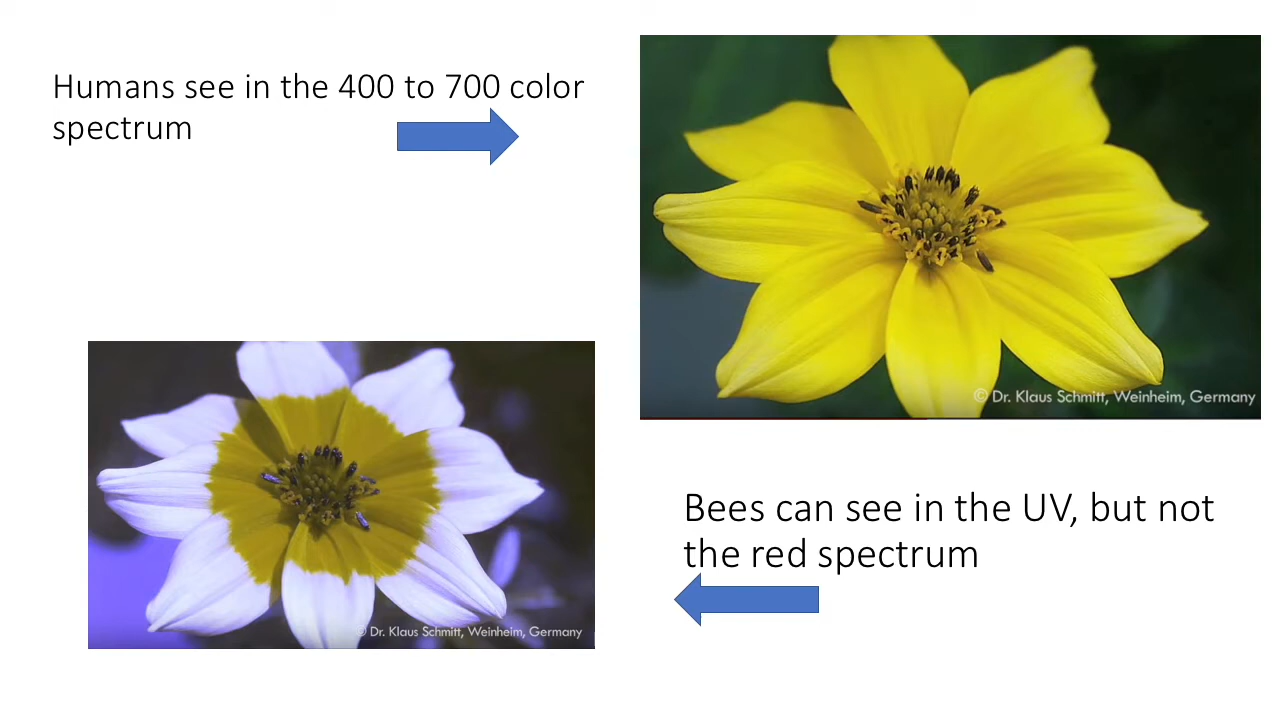 Humans see in the 400 to 700 color
spectrum
© Dr. Klaus Schmitt, Weinheim, Germany
Bees can see in the UV, but not
the red spectrum
© Dr. Klaus Schmitt, Weinheim, Germany